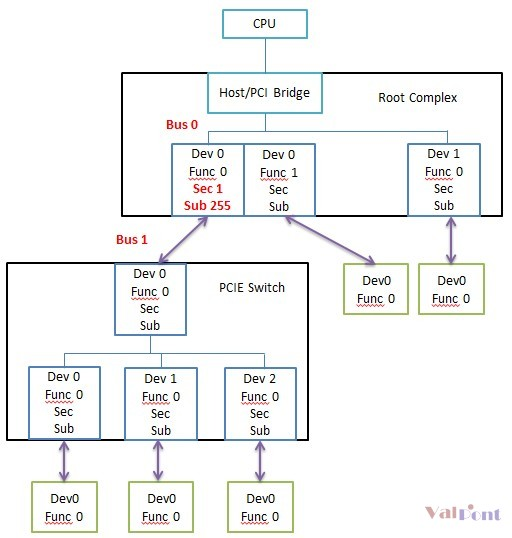 CPU
Host/PCI Bridge
Root Complex
Bus 0
Dev 0
Func 0
Sec 1
Sub 255
Dev 0
Func 1
Sec
Sub
Dev 1
Func 0
Sec
Sub
Bus 1
Dev 0
Func 0
Sec
Sub
PCIE Switch
Dev0
Func 0
Dev0
Func 0
Dev 0
Func 0
Sec
Sub
Dev 1
Func 0
Sec
Sub
Dev 2
Func 0
Sec
Sub
Dev0
Func 0
Dev0
Func 0
Dev0
Func 0
ValPont